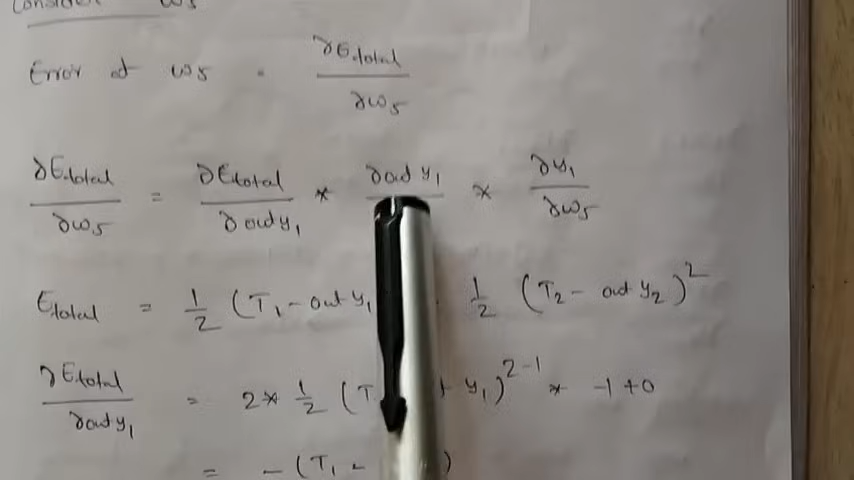 Consider w5
Error at w5 = ∂Etotal / ∂w5
∂Etotal / ∂w5 = ∂Etotal / ∂out y1 * ∂out y1 * ∂y1 / ∂w5
Etotal = 1/2 (T1 - out y1 1/2 (T2 - out y2)^2
∂Etotal / ∂out y1 = 2 * 1/2 (T y1)^2-1 * -1 + 0
= - (T1 - )